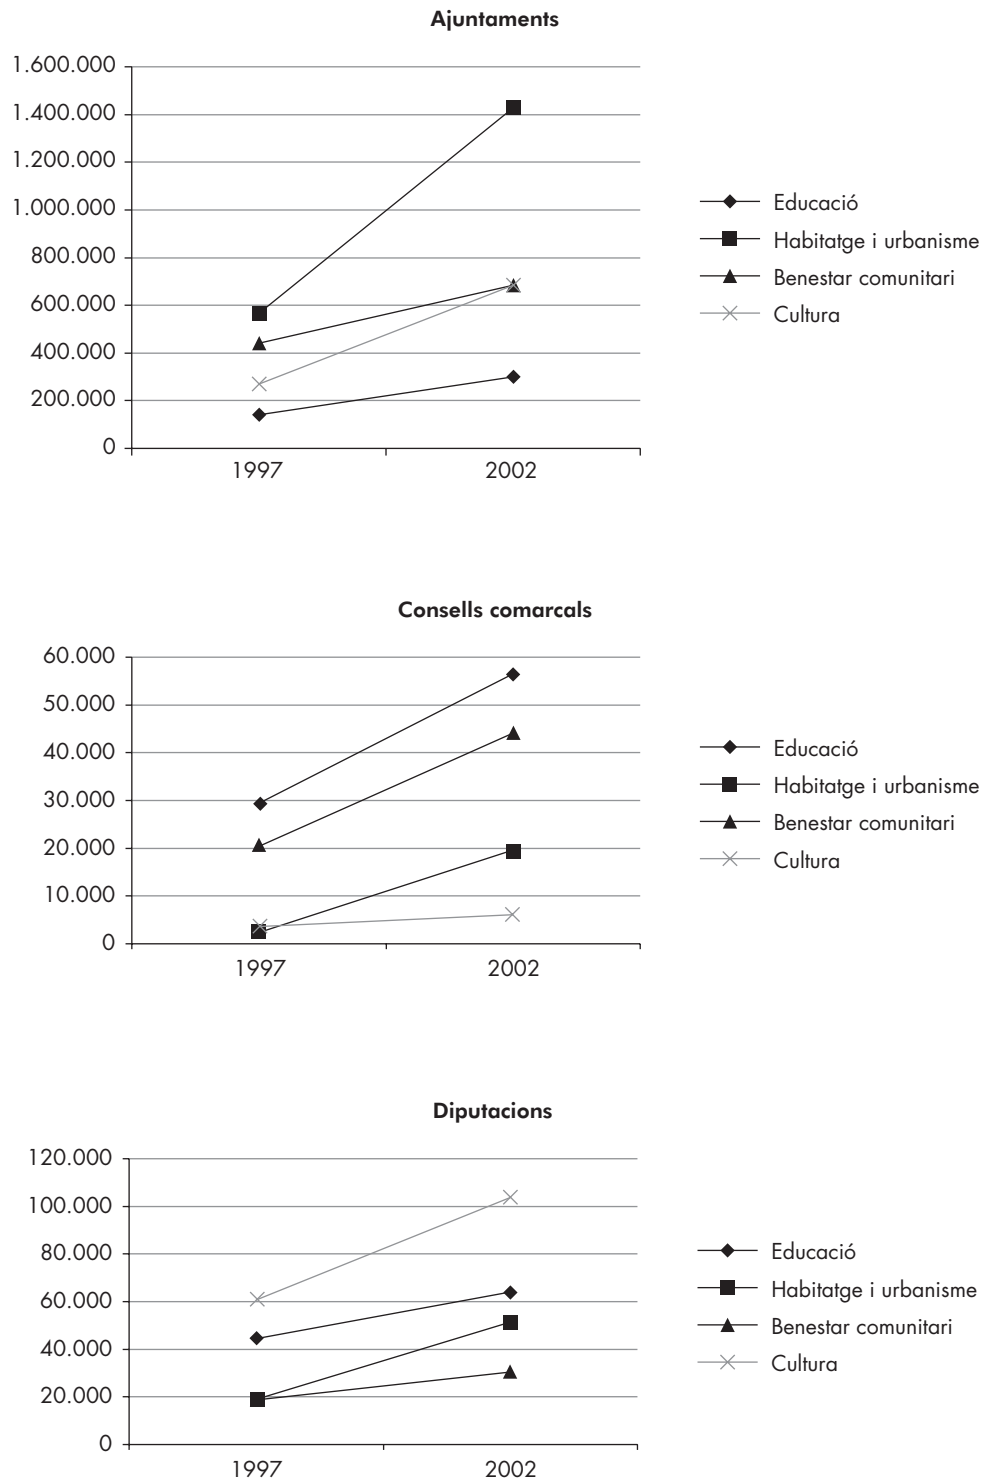 Ajuntaments
1.600.000
1.400.000
1.200.000
1.000.000
800.000
600.000
400.000
200.000
0
1997
2002
Educació
Habitatge i urbanisme
Benestar comunitari
Cultura
Consells comarcals
60.000
50.000
40.000
30.000
20.000
10.000
0
1997
2002
Educació
Habitatge i urbanisme
Benestar comunitari
Cultura
Diputacions
120.000
100.000
80.000
60.000
40.000
20.000
0
1997
2002
Educació
Habitatge i urbanisme
Benestar comunitari
Cultura